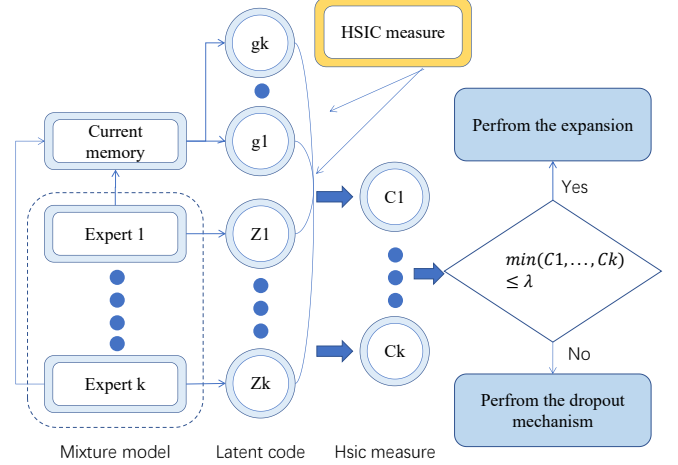 gk
HSIC measure
Current
memory
g1
Perfrom the expansion
Yes
C1
Expert 1
Z1
min(C1,...,Ck)
≤ λ
No
Expert k
Zk
Ck
Perfrom the dropout
mechanism
Mixture model
Latent code
Hsic measure